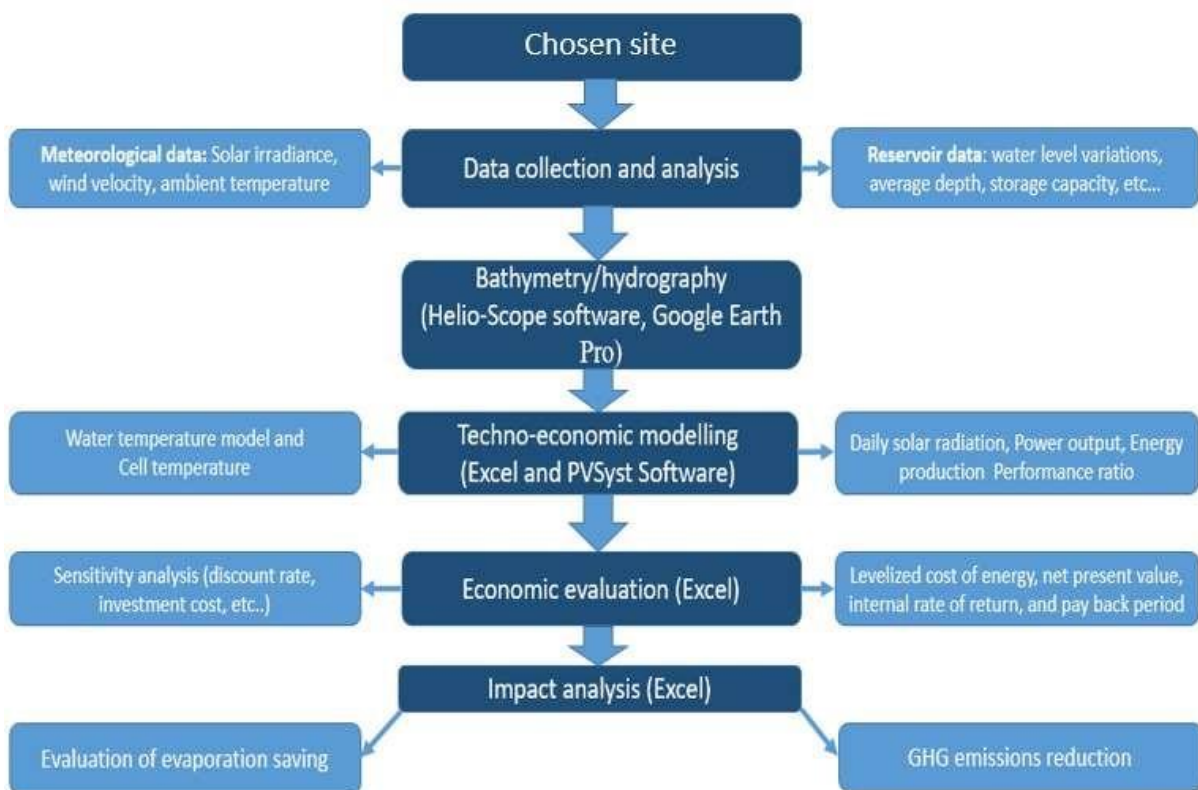 Chosen site
Meteorological data: Solar irradiance,
wind velocity, ambient temperature
Data collection and analysis
Reservoir data: water level variations,
average depth, storage capacity, etc...
Bathymetry/hydrography
(Helio-Scope software, Google Earth
Pro)
Water temperature model and
Cell temperature
Techno-economic modelling
(Excel and PVSyst Software)
Daily solar radiation, Power output, Energy
production Performance ratio
Sensitivity analysis (discount rate,
investment cost, etc..)
Economic evaluation (Excel)
Levelized cost of energy, net present value,
internal rate of return, and pay back period
Impact analysis (Excel)
Evaluation of evaporation saving
GHG emissions reduction